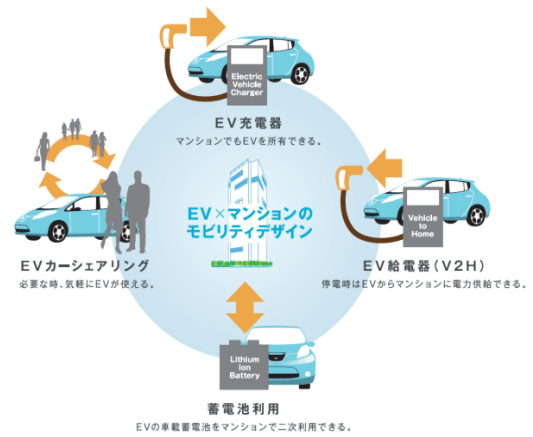 Electric
Vehicle
Charger
EV充電器
マンションでもEVを所有できる。
EV×マンションの
モビリティデザイン
Vehicle
to
Home
EVカーシェアリング
必要な時、気軽にEVが使える。
EV給電器(V2H)
停電時はEVからマンションに電力供給できる。
Lithium
ion
Battery
蓄電池利用
EVの車載蓄電池をマンションで二次利用できる。